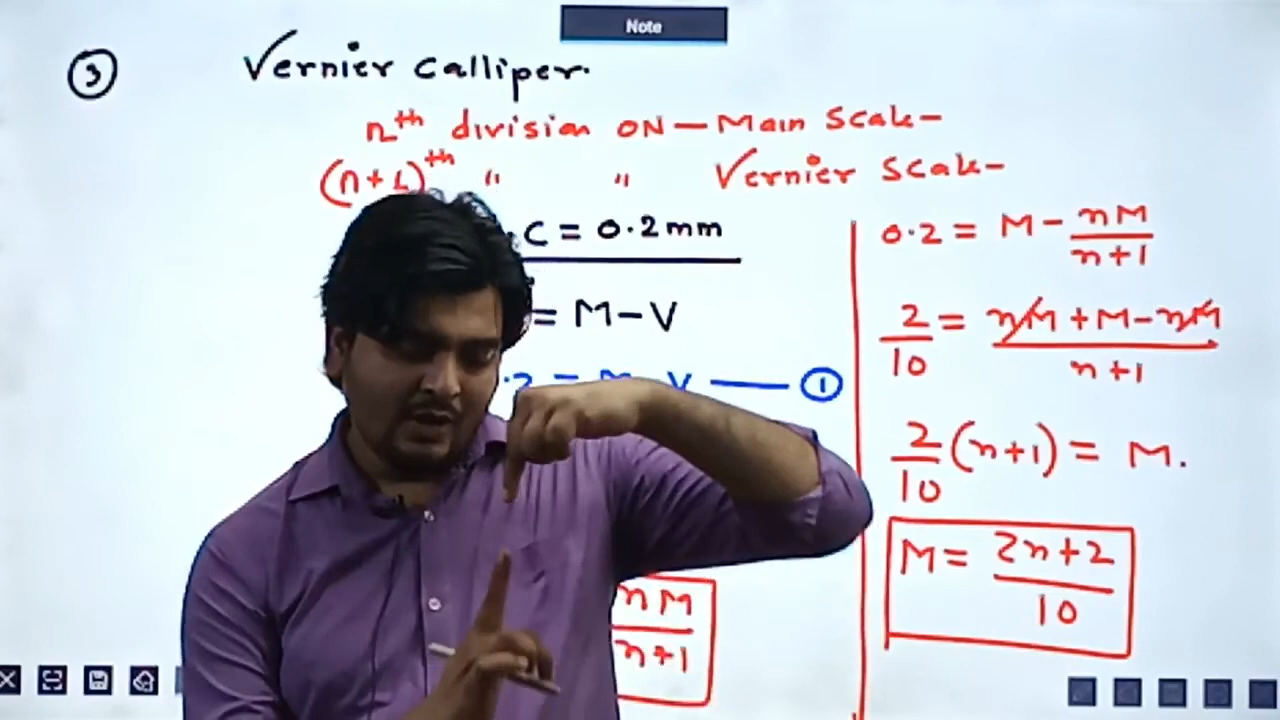 Note
3
Vernier Calliper.
nth division ON - Main Scale -
(n+1)th " " Vernier Scale -
C = 0.2mm
= M - V
.2 = M - V — 1
nM
n+1
0.2 = M - nM/n+1
2/10 = nM + M - nM/n+1
2/10 (n+1) = M.
M = 2n+2/10